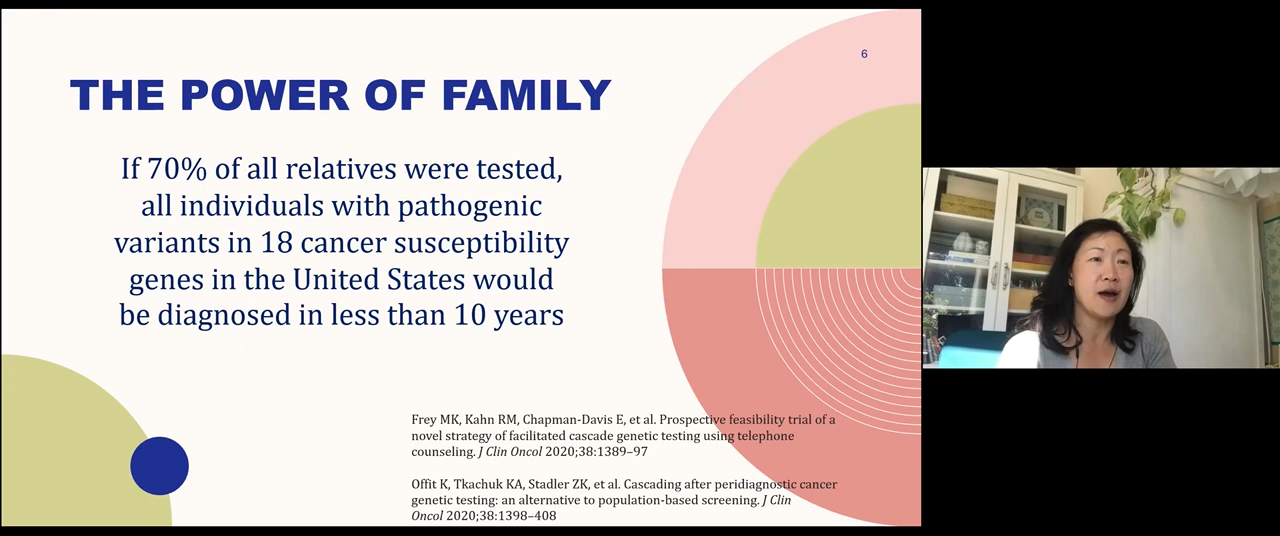 6
THE POWER OF FAMILY
If 70% of all relatives were tested,
all individuals with pathogenic
variants in 18 cancer susceptibility
genes in the United States would
be diagnosed in less than 10 years
Frey MK, Kahn RM, Chapman-Davis E, et al. Prospective feasibility trial of a
novel strategy of facilitated cascade genetic testing using telephone
counseling. J Clin Oncol 2020;38:1389–97
Offit K, Tkachuk KA, Stadler ZK, et al. Cascading after peridiagnostic cancer
genetic testing: an alternative to population-based screening. J Clin
Oncol 2020;38:1398–408